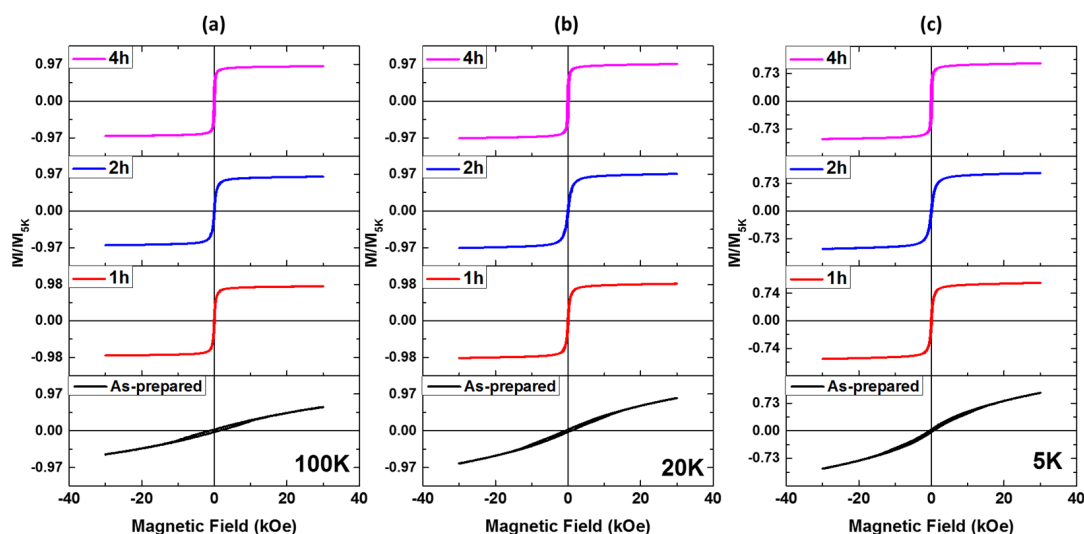 (a)
(b)
(c)
M/M5K
4h
0.97
0.00
-0.97
2h
0.97
0.00
-0.97
1h
0.98
0.00
-0.98
As-prepared
0.97
0.00
-0.97
100K
-40 -20 0 20 40
Magnetic Field (kOe)
M/M5K
4h
0.97
0.00
-0.97
2h
0.97
0.00
-0.97
1h
0.98
0.00
-0.98
As-prepared
0.97
0.00
-0.97
20K
-40 -20 0 20 40
Magnetic Field (kOe)
M/M5K
4h
0.73
0.00
-0.73
2h
0.73
0.00
-0.73
1h
0.74
0.00
-0.74
As-prepared
0.73
0.00
-0.73
5K
-40 -20 0 20 40
Magnetic Field (kOe)